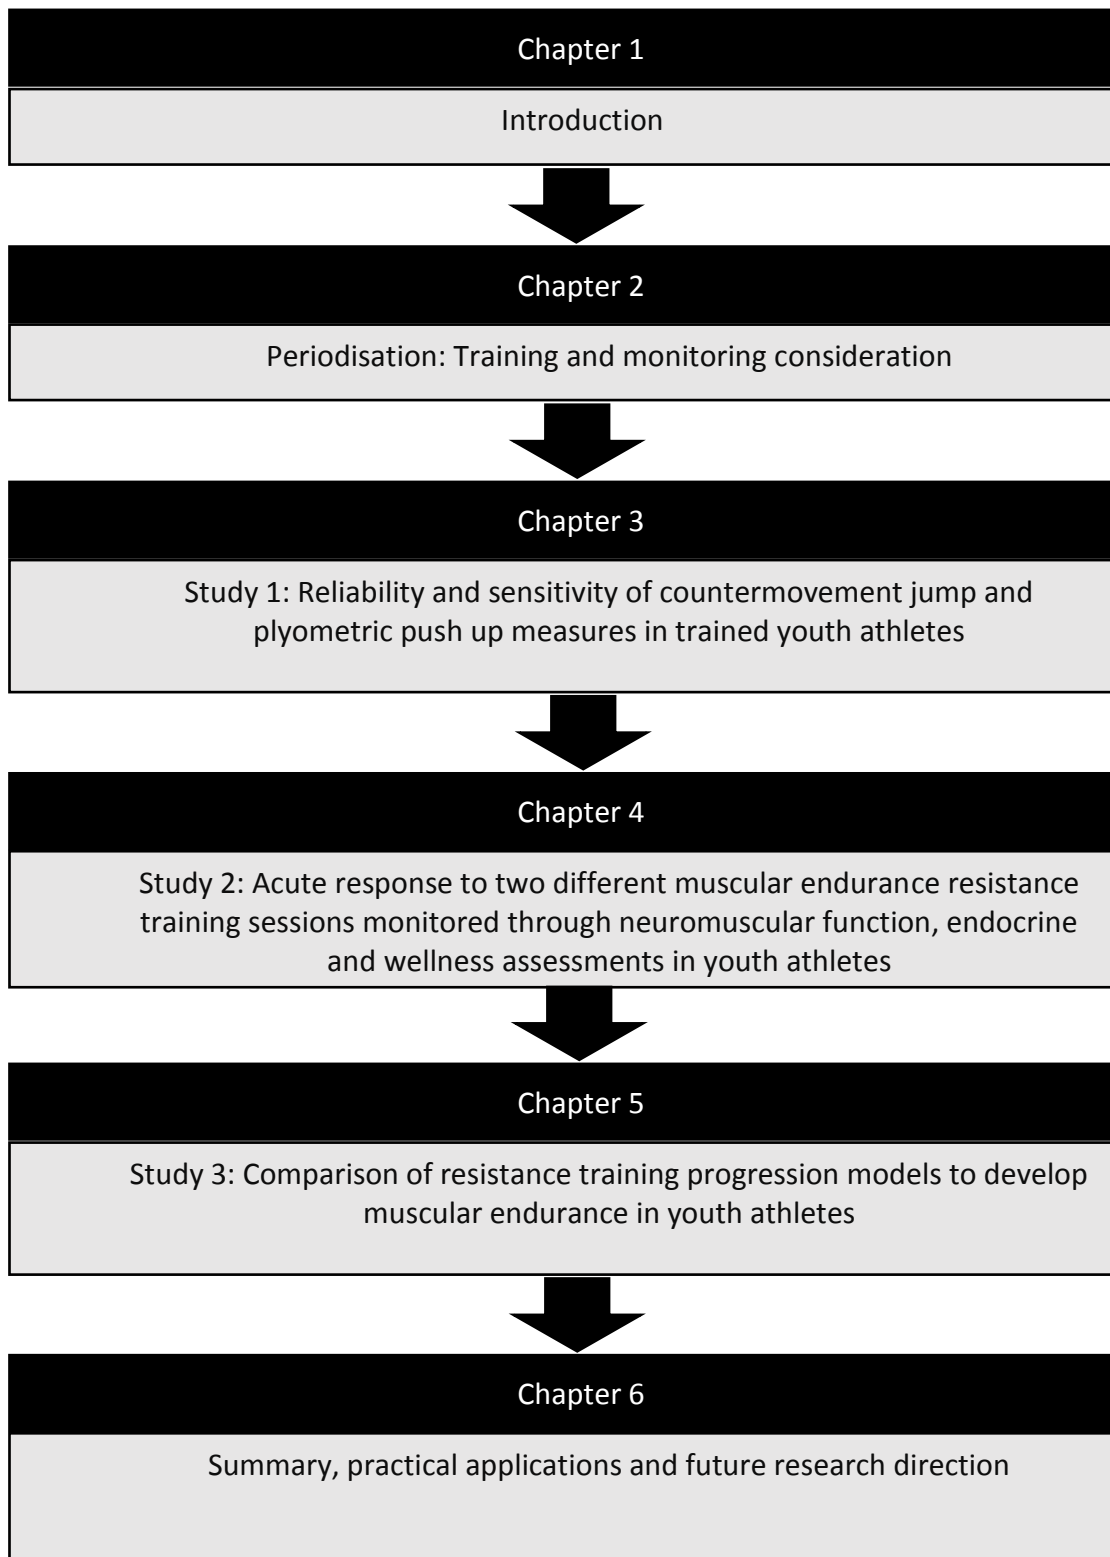 Chapter 1
Introduction
Chapter 2
Periodisation: Training and monitoring consideration
Chapter 3
Study 1: Reliability and sensitivity of countermovement jump and
plyometric push up measures in trained youth athletes
Chapter 4
Study 2: Acute response to two different muscular endurance resistance
training sessions monitored through neuromuscular function, endocrine
and wellness assessments in youth athletes
Chapter 5
Study 3: Comparison of resistance training progression models to develop
muscular endurance in youth athletes
Chapter 6
Summary, practical applications and future research direction